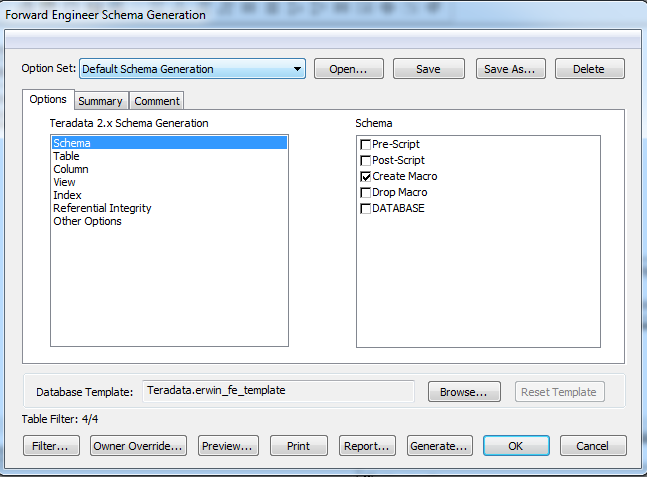 Forward Engineer Schema Generation
Option Set: Default Schema Generation Open... Save Save As... Delete
Options Summary Comment
Teradata 2.x Schema Generation Schema
Schema
Table
Column
View
Index
Referential Integrity
Other Options
Pre-Script
Post-Script
Create Macro
Drop Macro
DATABASE
Database Template: Teradata.erwin_fe_template Browse... Reset Template
Table Filter: 4/4
Filter... Owner Override... Preview... Print Report... Generate... OK Cancel